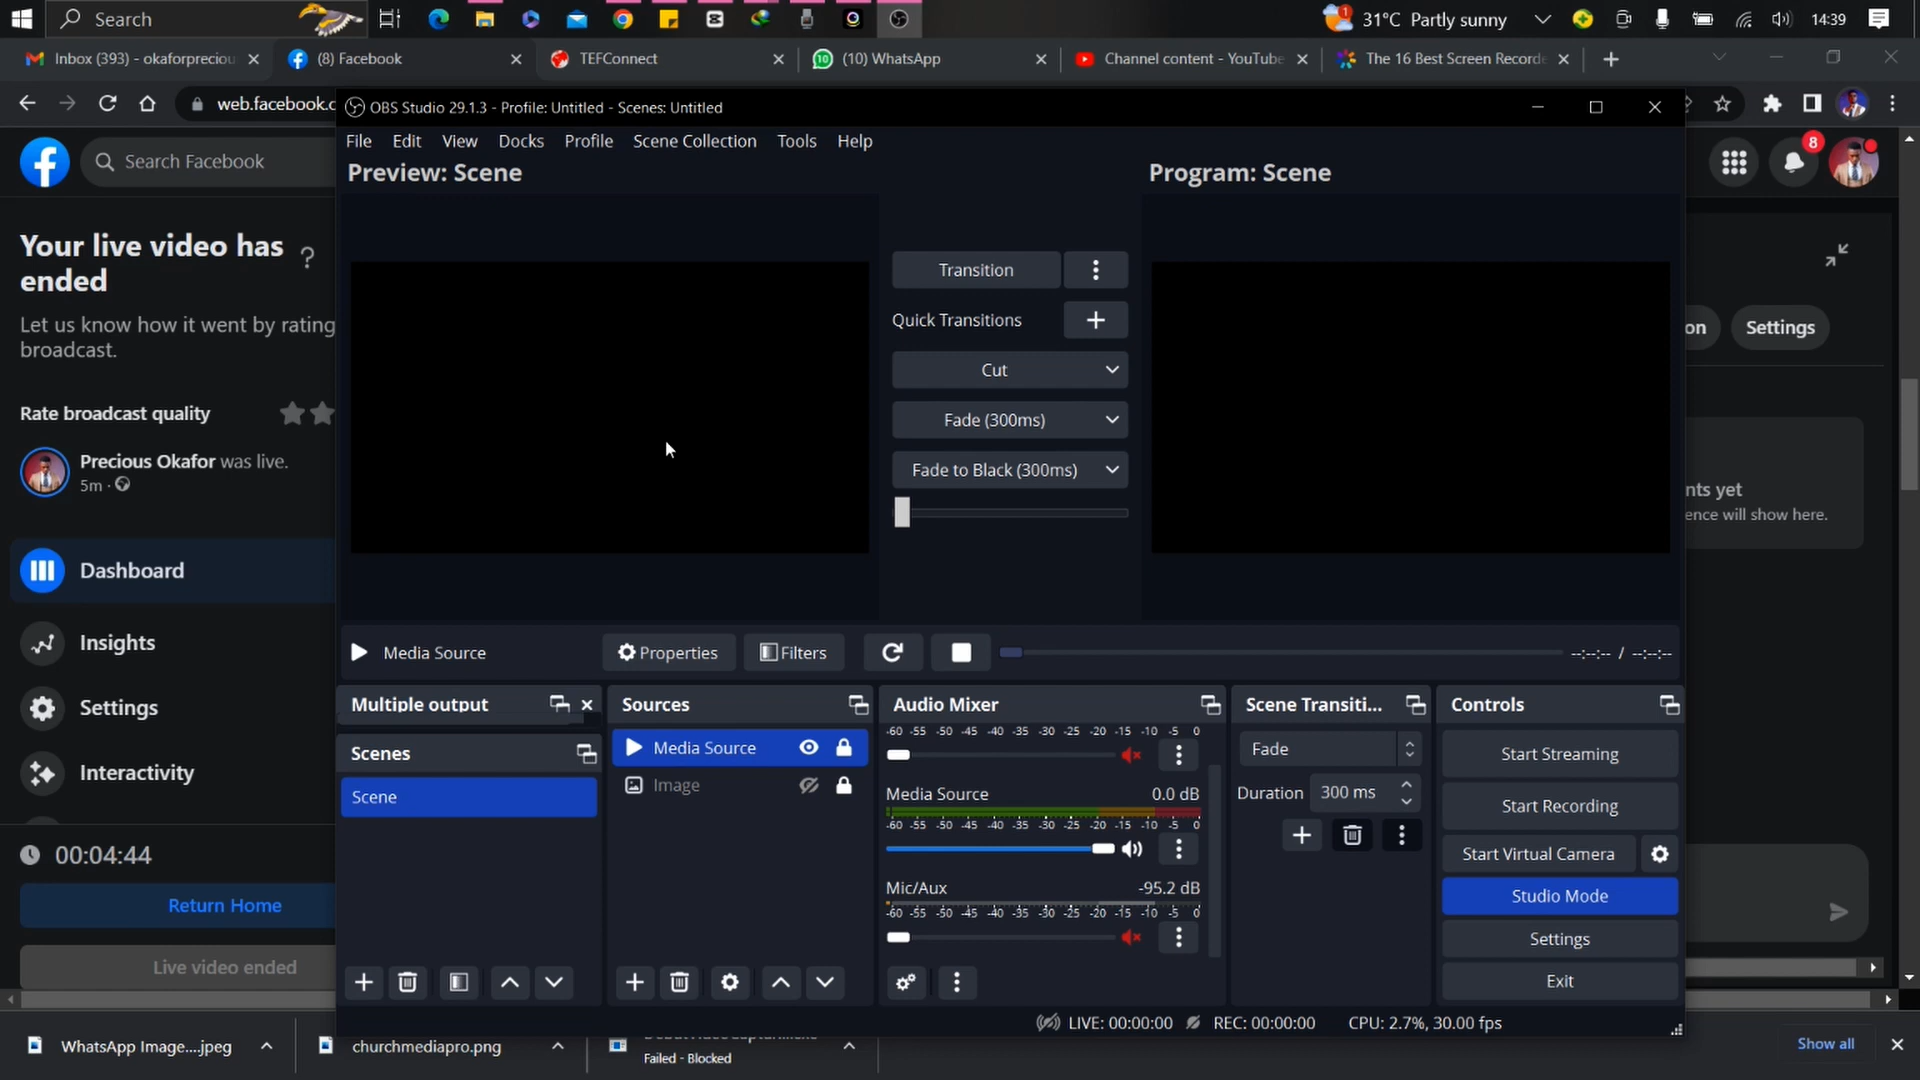 Search
31°C Partly sunny
14:39
Inbox (393) - okaforpreciou
(8) Facebook
TEFConnect
(10) WhatsApp
Channel content - YouTube
The 16 Best Screen Recorde
web.facebook.c
OBS Studio 29.1.3 - Profile: Untitled - Scenes: Untitled
File Edit View Docks Profile Scene Collection Tools Help
Search Facebook
8
Preview: Scene
Program: Scene
Your live video has
ended
?
Let us know how it went by rating
broadcast.
Rate broadcast quality
Precious Okafor was live.
5m ·
Dashboard
Insights
Settings
Interactivity
00:04:44
Return Home
Live video ended
Transition
Quick Transitions
Cut
Fade (300ms)
Fade to Black (300ms)
on
Settings
nts yet
ence will show here.
Media Source
Properties
Filters
--:--:-- / --:--:--
Multiple output
Scenes
Scene
Sources
Media Source
Image
Audio Mixer
-60 -55 -50 -45 -40 -35 -30 -25 -20 -15 -10 -5 0
Media Source 0.0 dB
-60 -55 -50 -45 -40 -35 -30 -25 -20 -15 -10 -5 0
Mic/Aux -95.2 dB
-60 -55 -50 -45 -40 -35 -30 -25 -20 -15 -10 -5 0
Scene Transiti...
Fade
Duration 300 ms
Controls
Start Streaming
Start Recording
Start Virtual Camera
Studio Mode
Settings
Exit
LIVE: 00:00:00
REC: 00:00:00
CPU: 2.7%, 30.00 fps
WhatsApp Image....jpeg
churchmediapro.png
Failed - Blocked
Show all